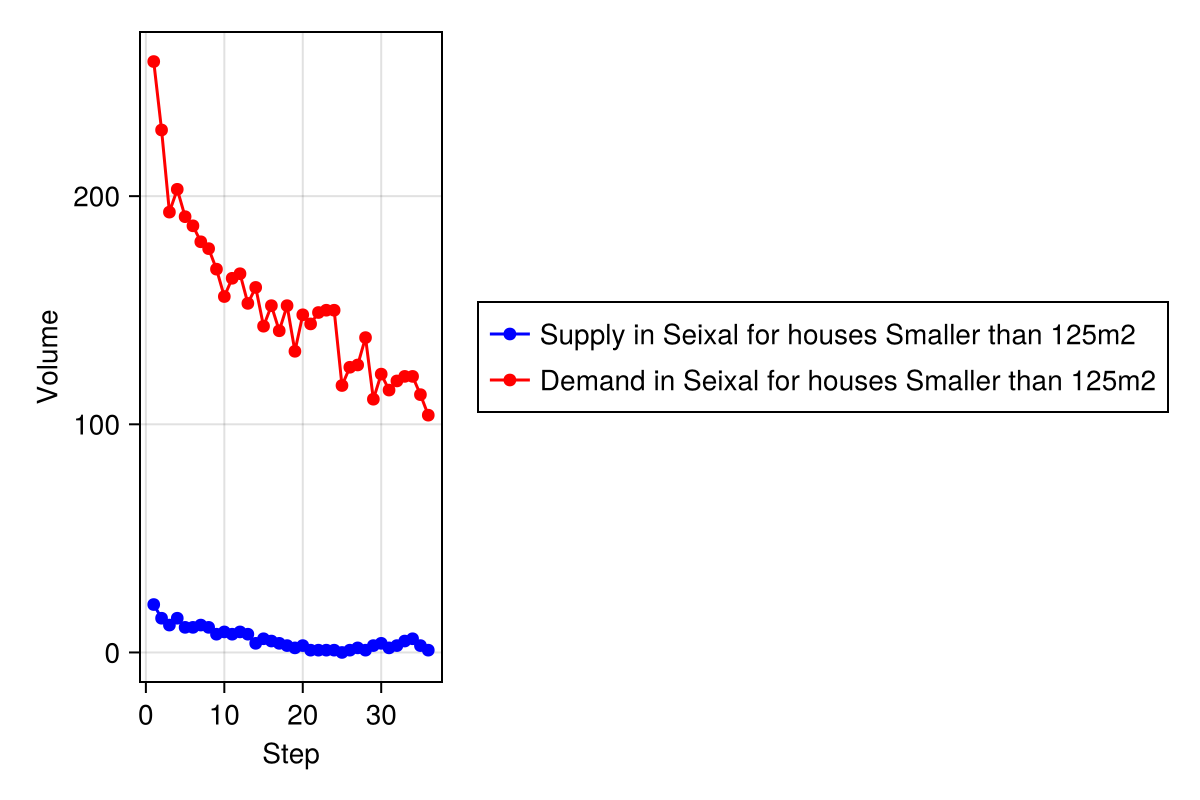 200
100
0
Volume
0 10 20 30
Step
Supply in Seixal for houses Smaller than 125m2
Demand in Seixal for houses Smaller than 125m2